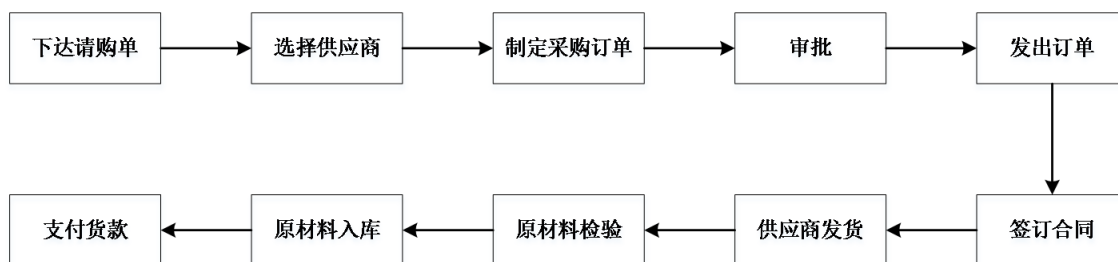 下达请购单
选择供应商
制定采购订单
审批
发出订单
签订合同
供应商发货
原材料检验
原材料入库
支付货款